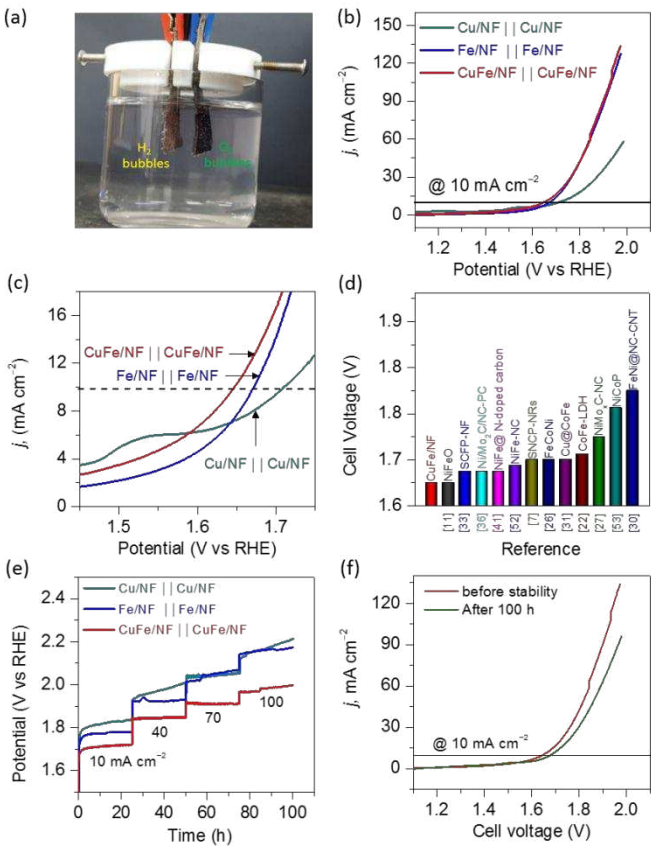 (a)
H₂
bubbles
O₂
bubbles
(b)
Cu/NF || Cu/NF
Fe/NF || Fe/NF
CuFe/NF || CuFe/NF
@ 10 mA cm⁻²
j, (mA cm⁻²)
120
90
60
30
0
1.2 1.4 1.6 1.8 2.0
Potential (V vs RHE)
(c)
CuFe/NF || CuFe/NF
Fe/NF || Fe/NF
Cu/NF || Cu/NF
j, (mA cm⁻²)
16
12
8
4
0
1.5 1.6 1.7
Potential (V vs RHE)
(d)
Cell Voltage (V)
1.9
1.8
1.8
1.6
CuFe/NF
NiFeO
SCFP-NF
Ni/Mo₂C/NC-PC
NiFe@ N-doped carbon
NiFe-NC
SNCP-NRs
FeCoNi
Cu@CoFe
CoFe-LDH
NiMoₓC-NC
NiCoP
FeNi@NC-CNT
[11] [33] [36] [41] [52] [7] [26] [31] [22] [27] [53] [30]
Reference
(e)
Cu/NF || Cu/NF
Fe/NF || Fe/NF
CuFe/NF || CuFe/NF
10 mA cm⁻²
40
70
100
Potential (V vs RHE)
2.4
2.2
2.0
1.8
1.6
0 20 40 60 80 100
Time (h)
(f)
before stability
After 100 h
@ 10 mA cm⁻²
j, mA cm⁻²)
120
90
60
30
0
1.2 1.4 1.6 1.8 2.0
Cell voltage (V)